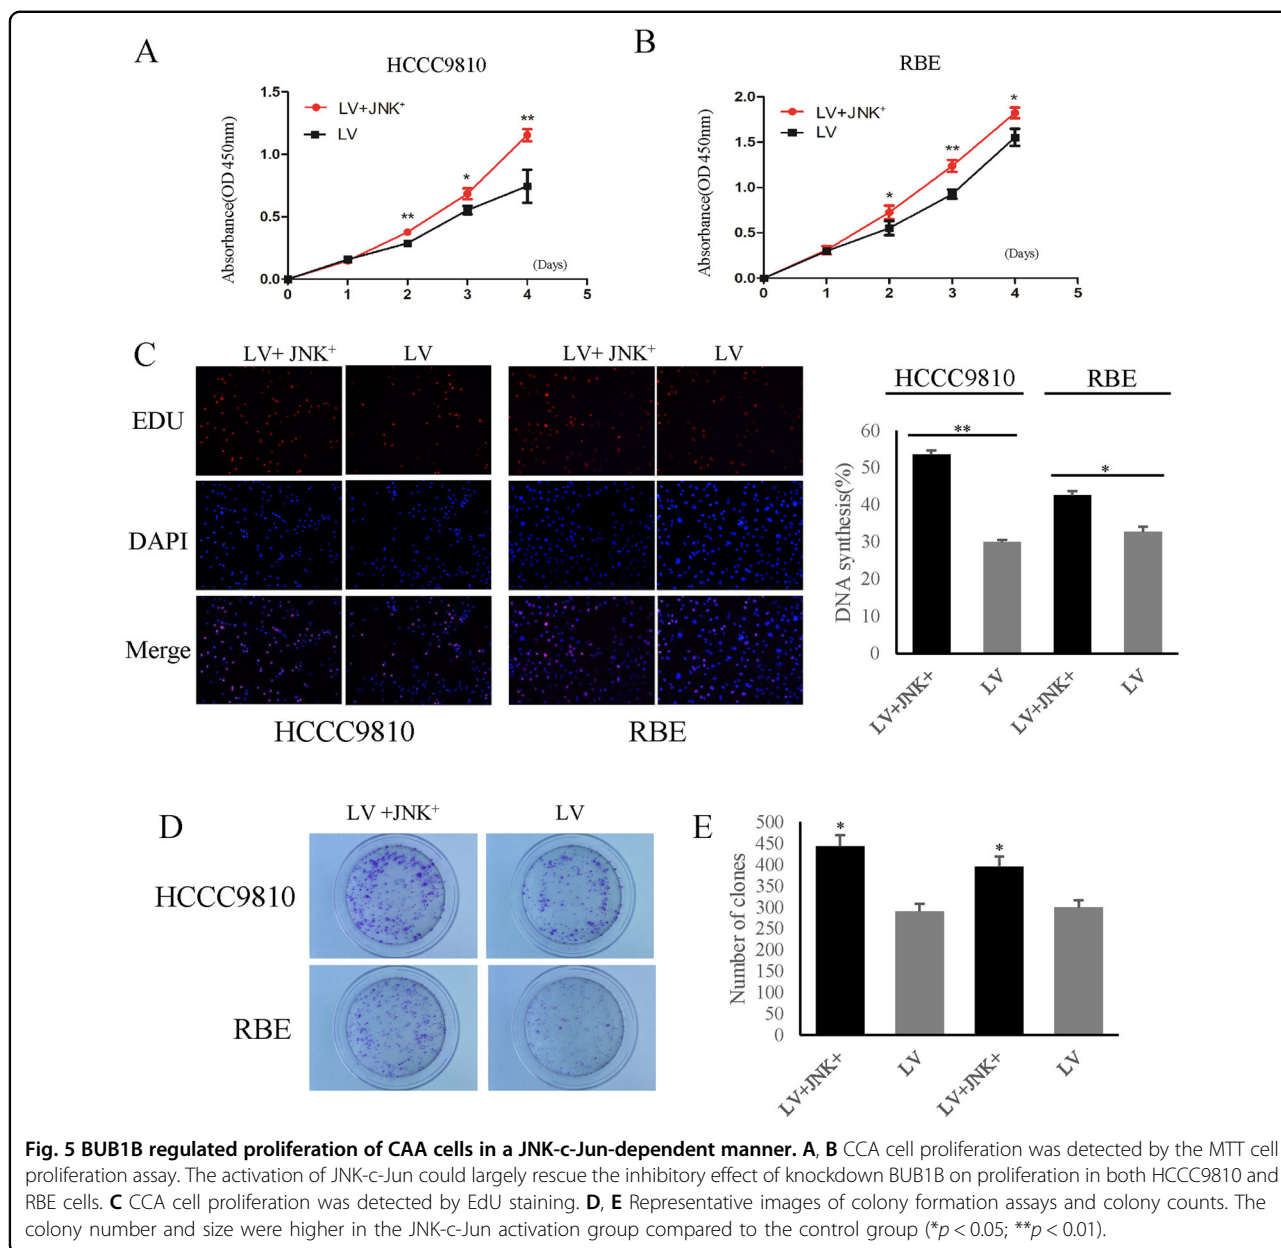 A
HCCC9810
Absorbance(OD 450nm)
1.5
1.0
0.5
0.0
LV+JNK+
LV
**
*
**
(Days)
0 1 2 3 4 5
B
RBE
Absorbance(OD 450nm)
2.0
1.5
1.0
0.5
0.0
LV+JNK+
LV
*
**
*
(Days)
0 1 2 3 4 5
C
LV+ JNK+ LV LV+ JNK+ LV
EDU
DAPI
Merge
HCCC9810 RBE
HCCC9810 RBE
DNA synthesis(%)
60
50
40
30
20
10
0
**
*
LV+JNK+ LV LV+JNK+ LV
D
LV +JNK+ LV
HCCC9810
RBE
E
Number of clones
500
450
400
350
300
250
200
150
100
50
0
*
*
LV+JNK+ LV LV+JNK+ LV
Fig. 5 BUB1B regulated proliferation of CAA cells in a JNK-c-Jun-dependent manner. A, B CCA cell proliferation was detected by the MTT cell
proliferation assay. The activation of JNK-c-Jun could largely rescue the inhibitory effect of knockdown BUB1B on proliferation in both HCCC9810 and
RBE cells. C CCA cell proliferation was detected by EdU staining. D, E Representative images of colony formation assays and colony counts. The
colony number and size were higher in the JNK-c-Jun activation group compared to the control group (*p < 0.05; **p < 0.01).